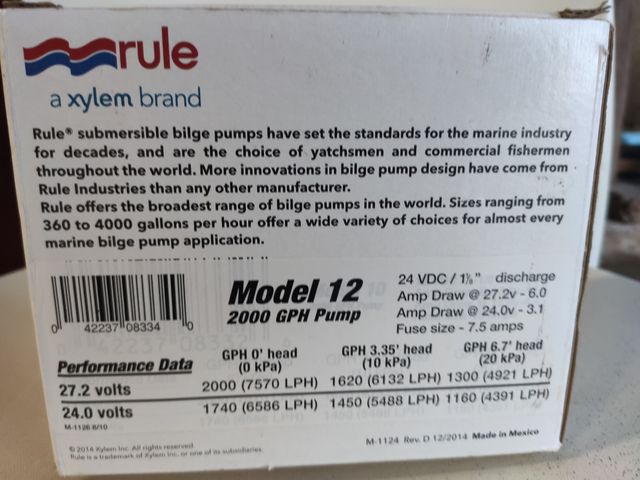 rule
a xylem brand
Rule® submersible bilge pumps have set the standards for the marine industry
for decades, and are the choice of yatchsmen and commercial fishermen
throughout the world. More innovations in bilge pump design have come from
Rule Industries than any other manufacturer.
Rule offers the broadest range of bilge pumps in the world. Sizes ranging from
360 to 4000 gallons per hour offer a wide variety of choices for almost every
marine bilge pump application.
Model 12
2000 GPH Pump
24 VDC / 1⅛" discharge
Amp Draw @ 27.2v - 6.0
Amp Draw @ 24.0v - 3.1
Fuse size - 7.5 amps
0 42237 08334 0
Performance Data GPH 0' head (0 kPa) GPH 3.35' head (10 kPa) GPH 6.7' head (20 kPa)
27.2 volts 2000 (7570 LPH) 1620 (6132 LPH) 1300 (4921 LPH)
24.0 volts 1740 (6586 LPH) 1450 (5488 LPH) 1160 (4391 LPH)
M-1126 8/10
© 2014 Xylem Inc. All rights reserved
Rule is a trademark of Xylem Inc. or one of its subsidiaries.
M-1124 Rev. D 12/2014 Made in Mexico